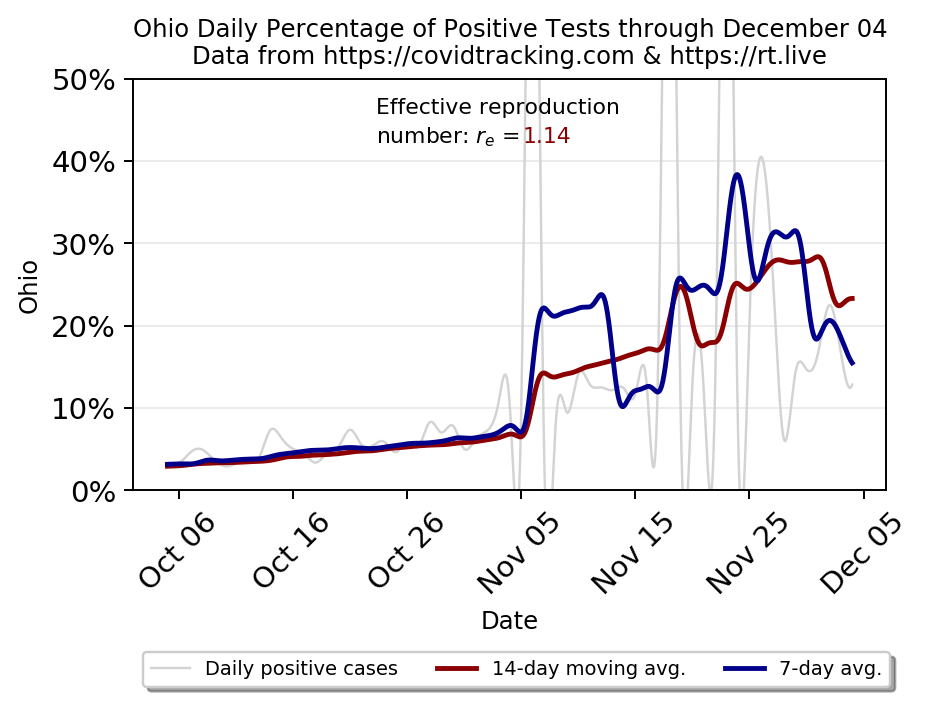 Ohio Daily Percentage of Positive Tests through December 04
Data from https://covidtracking.com & https://rt.live
50%
40%
30%
20%
10%
0%
Ohio
Effective reproduction
number: rₑ = 1.14
Oct 06
Oct 16
Oct 26
Nov 05
Nov 15
Nov 25
Dec 05
Date
Daily positive cases
14-day moving avg.
7-day avg.